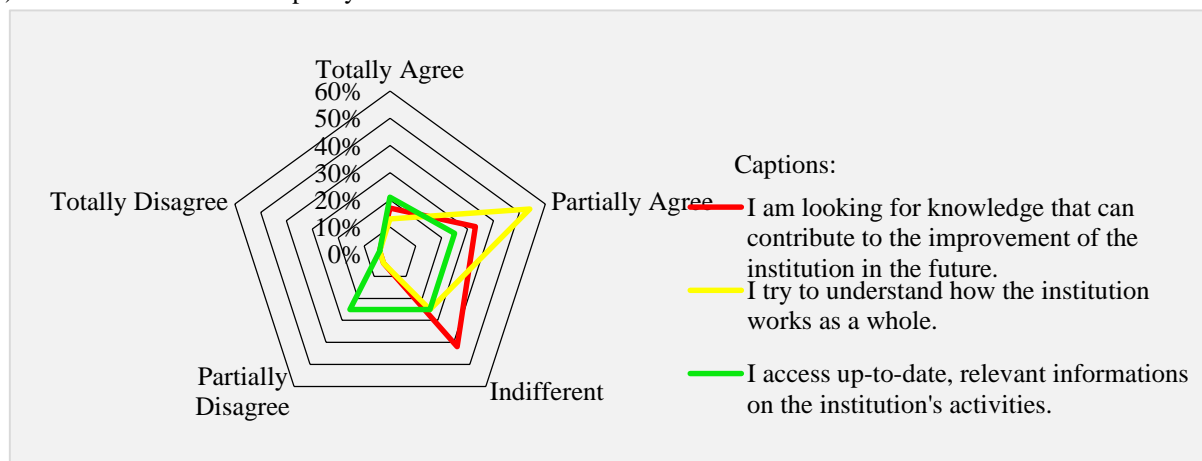 Totally Agree
60%
50%
40%
30%
20%
10%
0%
Totally Disagree
Partially Agree
Partially
Disagree
Indifferent
Captions:
I am looking for knowledge that can
contribute to the improvement of the
institution in the future.
I try to understand how the institution
works as a whole.
I access up-to-date, relevant informations
on the institution's activities.